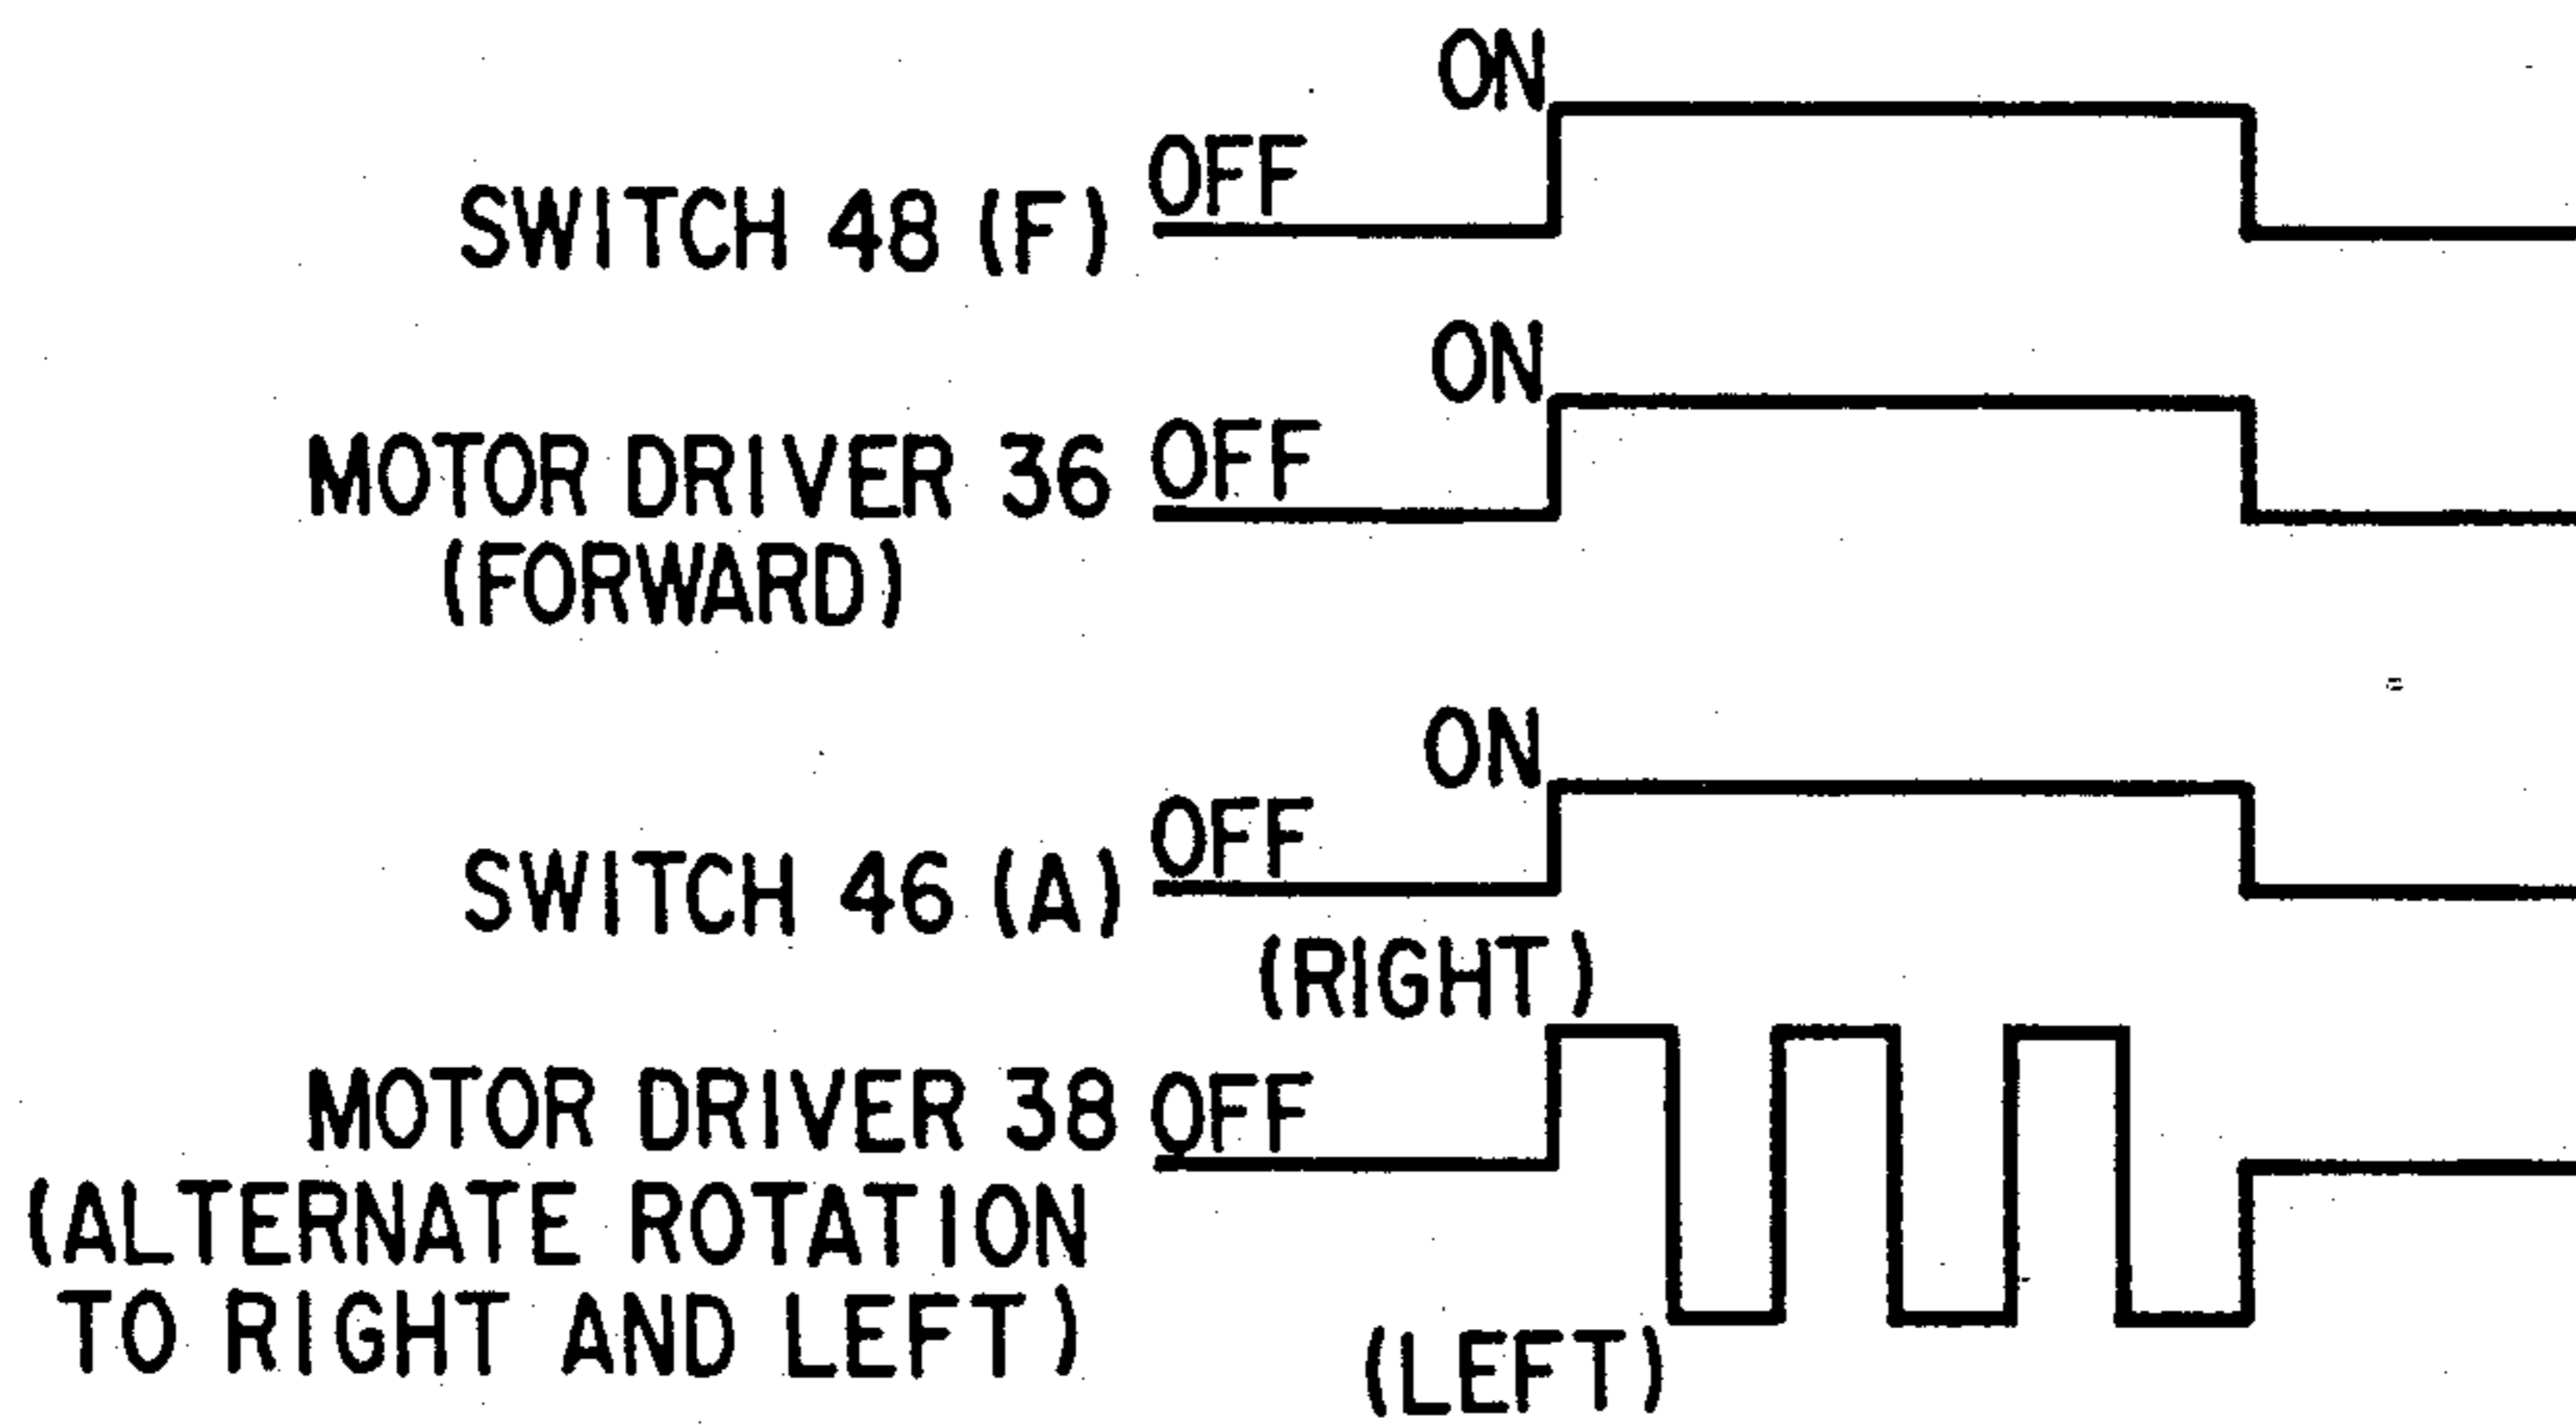 ON
OFF
SWITCH 48 (F)
ON
MOTOR DRIVER 36 OFF
(FORWARD)
ON
OFF
SWITCH 46 (A)
(RIGHT)
MOTOR DRIVER 38 OFF
(ALTERNATE ROTATION
TO RIGHT AND LEFT)
(LEFT)